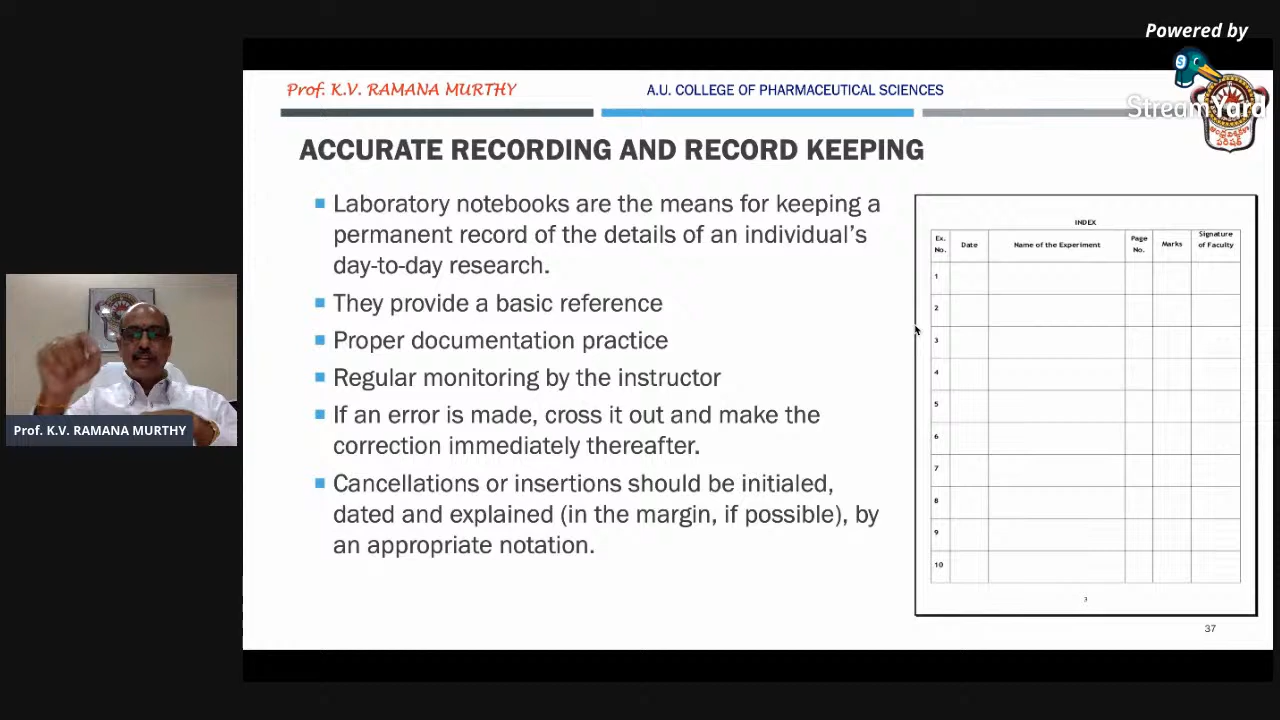 Powered by
StreamYard
Prof. K.V. RAMANA MURTHY
A.U. COLLEGE OF PHARMACEUTICAL SCIENCES
ACCURATE RECORDING AND RECORD KEEPING
Laboratory notebooks are the means for keeping a
permanent record of the details of an individual’s
day-to-day research.
They provide a basic reference
Proper documentation practice
Regular monitoring by the instructor
If an error is made, cross it out and make the
correction immediately thereafter.
Cancellations or insertions should be initialed,
dated and explained (in the margin, if possible), by
an appropriate notation.
INDEX
Ex. No. Date Name of the Experiment Page No. Marks Signature of Faculty
1
2
3
4
5
6
7
8
9
10
3
37
Prof. K.V. RAMANA MURTHY